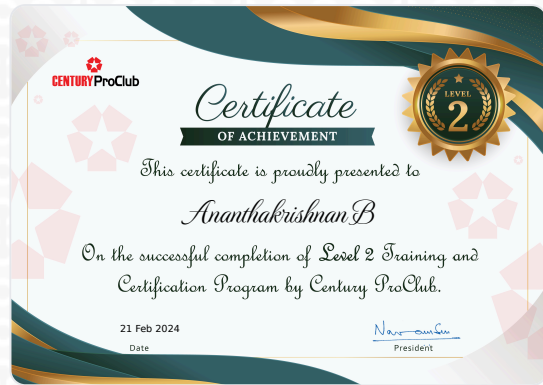 CENTURY ProClub
LEVEL
2
Certificate
OF ACHIEVEMENT
This certificate is proudly presented to
Ananthakrishnan B
On the successful completion of Level 2 Training and
Certification Program by Century ProClub.
21 Feb 2024
Date
President